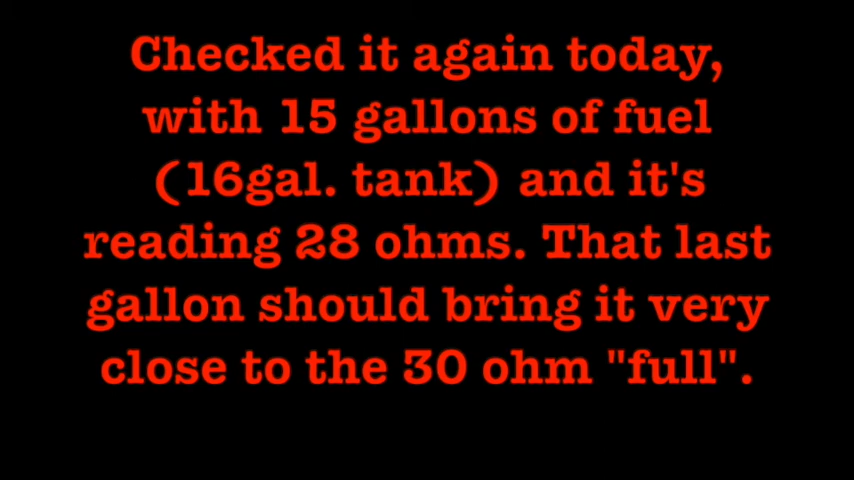 Checked it again today,
with 15 gallons of fuel
(16gal. tank) and it's
reading 28 ohms. That last
gallon should bring it very
close to the 30 ohm "full".